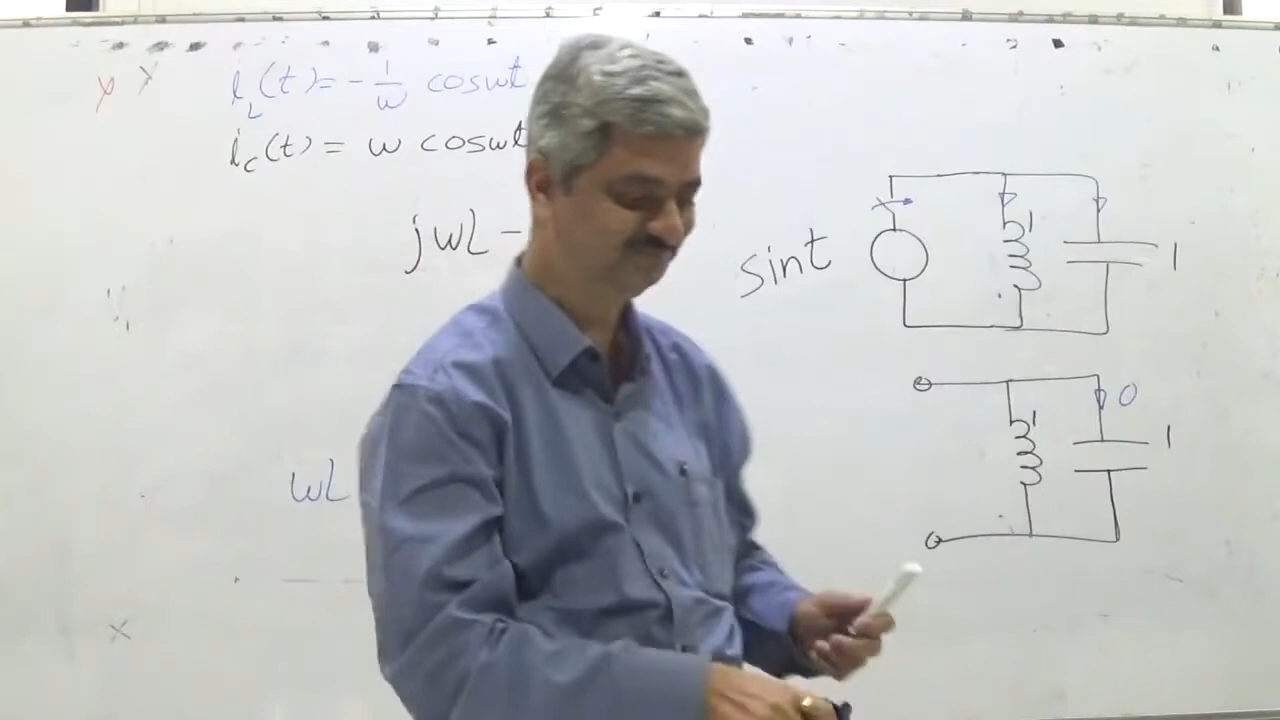 i_L(t) = -1/ω cosωt
i_c(t) = ω cosωt
jωL -
sint
1
1
0
1
1
ωL